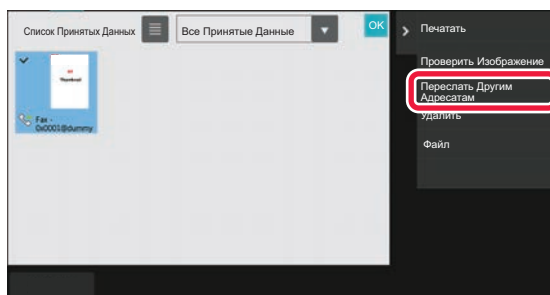 Список Принятых Данных
Все Принятые Данные
OK
Fax -
0x0001@dummy
Печатать
Проверить Изображение
Переслать Другим
Адресатам
Удалить
Файл